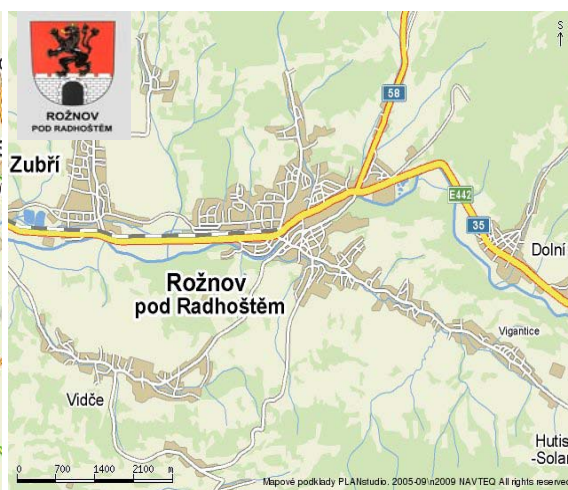 ROŽNOV
POD RADHOŠTĚM
S
58
Zubří
E442
35
Dolní
Rožnov
pod Radhoštěm
Vigantice
Vidče
Hutis
-Solan
0 700 1400 2100 m
Mapové podklady PLANstudio. 2005-09\n2009 NAVTEQ All rights reserved